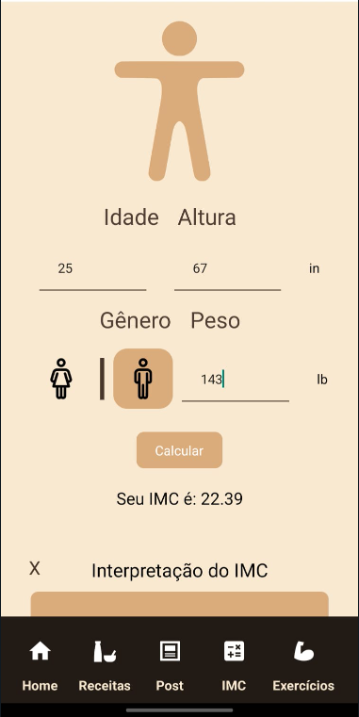 Idade Altura
25 67 in
Gênero Peso
143 lb
Calcular
Seu IMC é: 22.39
X Interpretação do IMC
Home Receitas Post IMC Exercícios